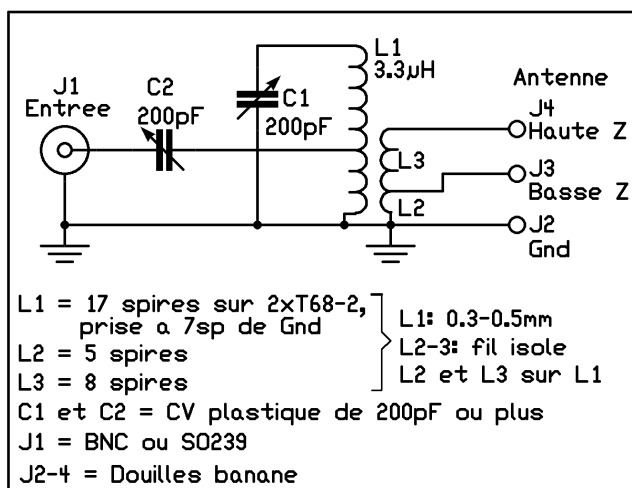 J1
Entree
C2
200pF
C1
200pF
L1
3.3µH
L3
L2
Antenne
J4
Haute Z
J3
Basse Z
J2
Gnd
L1 = 17 spires sur 2xT68-2,
prise a 7sp de Gnd
L2 = 5 spires
L3 = 8 spires
L1: 0.3-0.5mm
L2-3: fil isole
L2 et L3 sur L1
C1 et C2 = CV plastique de 200pF ou plus
J1 = BNC ou SO239
J2-4 = Douilles banane